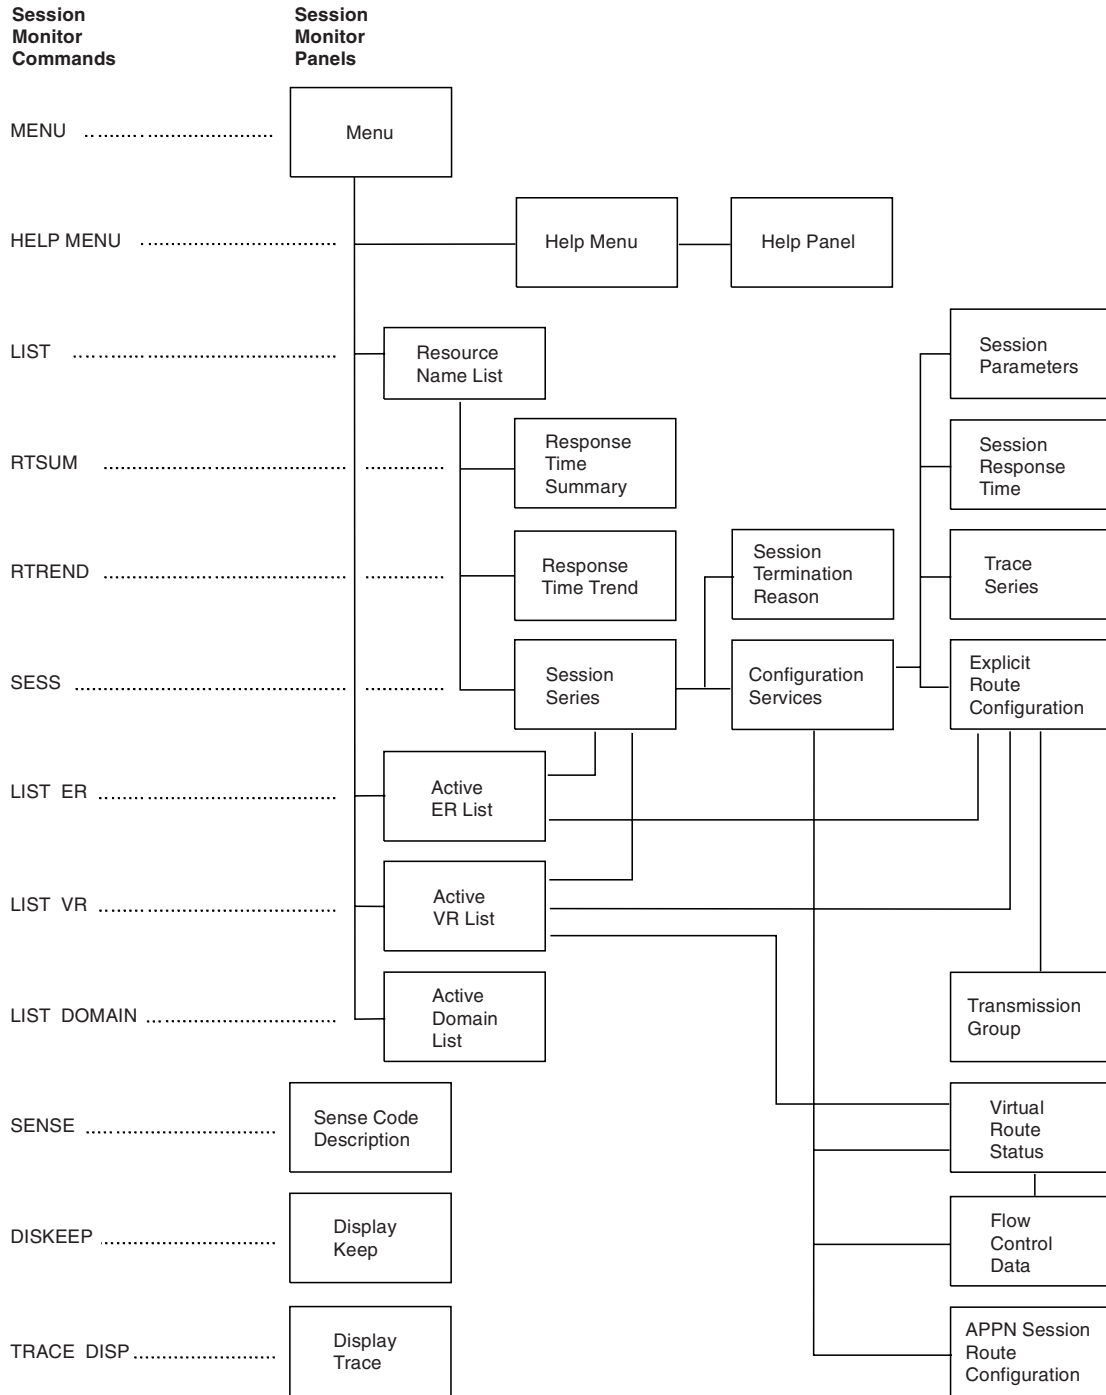 Session
Monitor
Commands
Session
Monitor
Panels
MENU
Menu
HELP MENU
Help Menu
Help Panel
LIST
Resource
Name List
Session
Parameters
RTSUM
Response
Time
Summary
Session
Response
Time
RTREND
Response
Time Trend
Session
Termination
Reason
Trace
Series
SESS
Session
Series
Configuration
Services
Explicit
Route
Configuration
LIST ER
Active
ER List
LIST VR
Active
VR List
LIST DOMAIN
Active
Domain
List
Transmission
Group
SENSE
Sense Code
Description
Virtual
Route
Status
DISKEEP
Display
Keep
Flow
Control
Data
TRACE DISP
Display
Trace
APPN Session
Route
Configuration